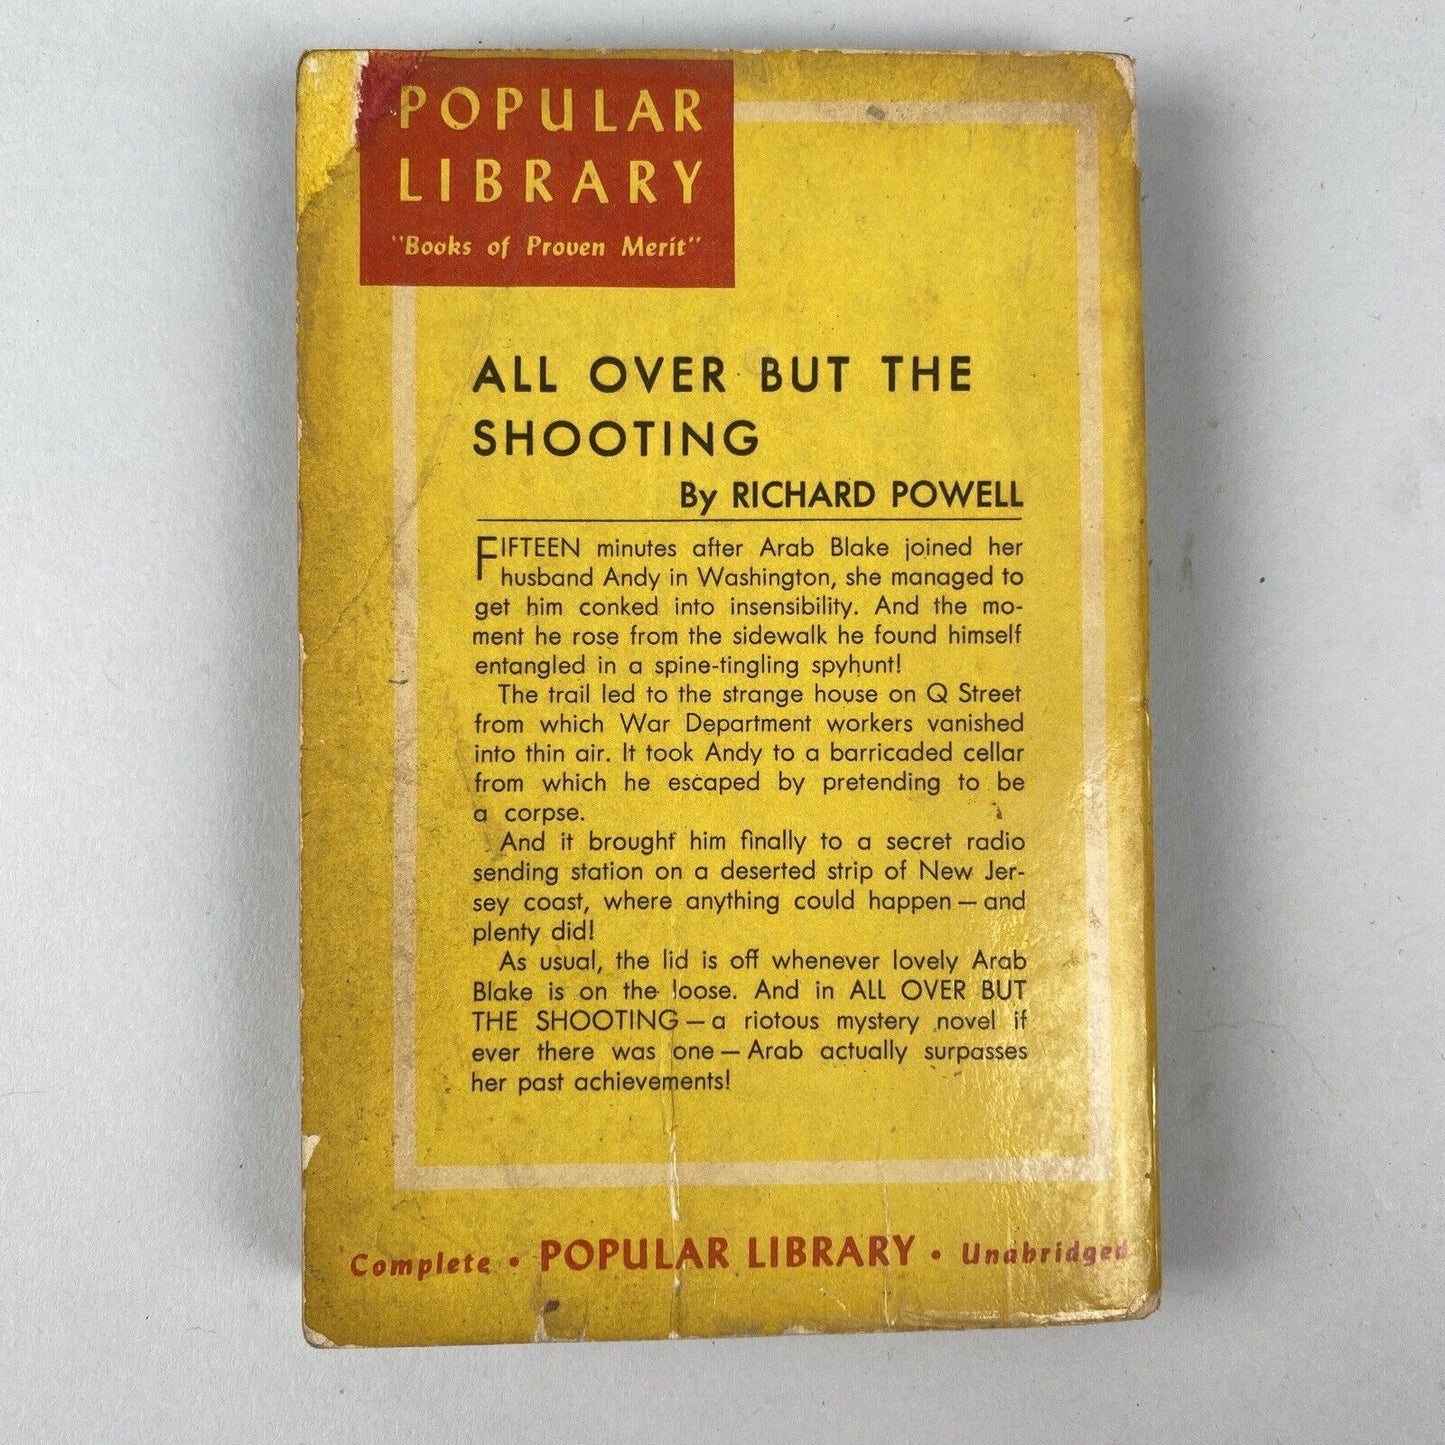 POPULAR
LIBRARY
"Books of Proven Merit"
ALL OVER BUT THE
SHOOTING
By RICHARD POWELL
FIFTEEN minutes after Arab Blake joined her
husband Andy in Washington, she managed to
get him conked into insensibility. And the mo-
ment he rose from the sidewalk he found himself
entangled in a spine-tingling spyhunt!
The trail led to the strange house on Q Street
from which War Department workers vanished
into thin air. It took Andy to a barricaded cellar
from which he escaped by pretending to be
a corpse.
And it brought him finally to a secret radio
sending station on a deserted strip of New Jer-
sey coast, where anything could happen — and
plenty did!
As usual, the lid is off whenever lovely Arab
Blake is on the loose. And in ALL OVER BUT
THE SHOOTING — a riotous mystery novel if
ever there was one — Arab actually surpasses
her past achievements!
Complete • POPULAR LIBRARY • Unabridged